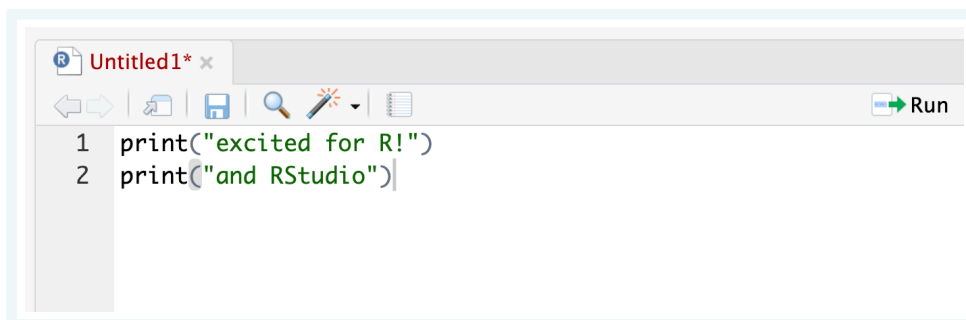 R Untitled1* ×
Run
1 print("excited for R!")
2 print("and RStudio")